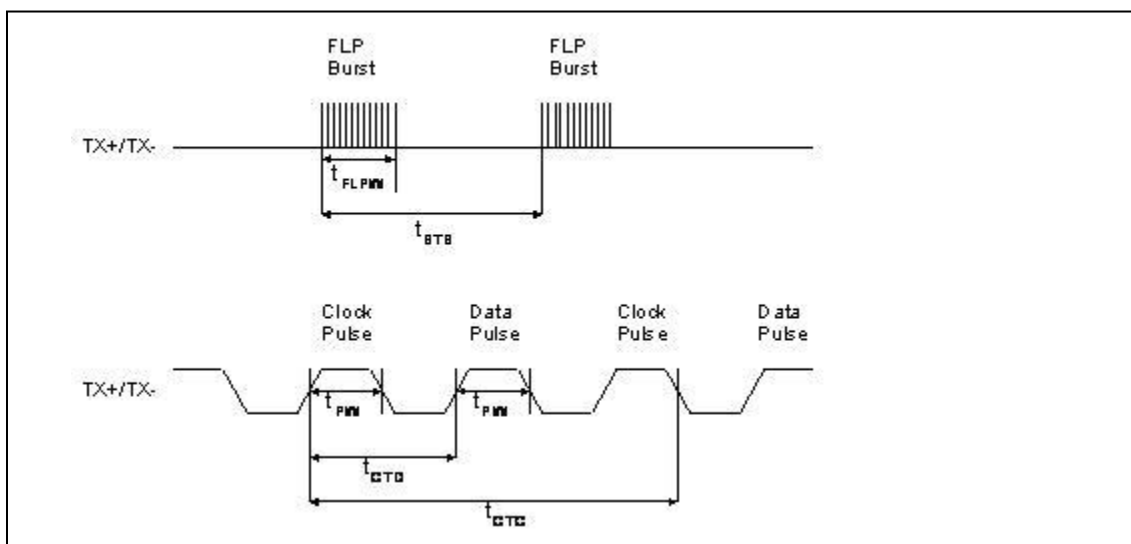 FLP
Burst
FLP
Burst
TX+/TX-
tFLPW
tBTB
Clock
Pulse
Data
Pulse
Clock
Pulse
Data
Pulse
TX+/TX-
tPW
tPW
tCTD
tCTC